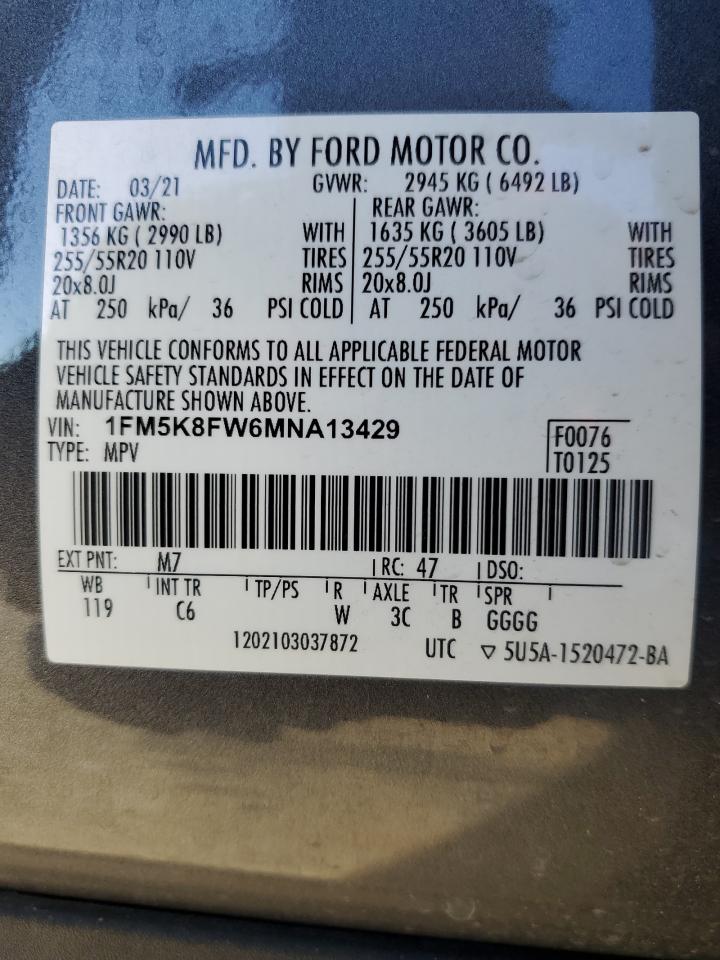 MFD. BY FORD MOTOR CO.
DATE: 03/21 GVWR: 2945 KG ( 6492 LB)
FRONT GAWR: REAR GAWR:
1356 KG ( 2990 LB) WITH 1635 KG ( 3605 LB) WITH
255/55R20 110V TIRES 255/55R20 110V TIRES
20x8.0J RIMS 20x8.0J RIMS
AT 250 kPa/ 36 PSI COLD AT 250 kPa/ 36 PSI COLD
THIS VEHICLE CONFORMS TO ALL APPLICABLE FEDERAL MOTOR
VEHICLE SAFETY STANDARDS IN EFFECT ON THE DATE OF
MANUFACTURE SHOWN ABOVE.
VIN: 1FM5K8FW6MNA13429 F0076
TYPE: MPV T0125
EXT PNT: M7 RC: 47 DSO:
WB INT TR TP/PS R AXLE TR SPR
119 C6 W 3C B GGGG
1202103037872 UTC ▽ 5U5A-1520472-BA